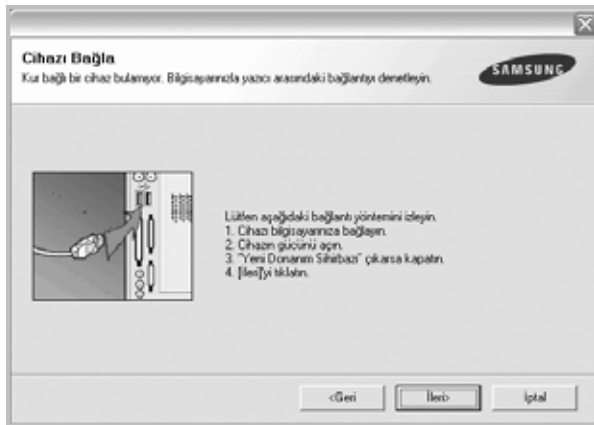 Cihazı Bağla
Kur bağlı bir cihaz bulamıyor. Bilgisayarınızla yazıcı arasındaki bağlantıyı denetleyin.
SAMSUNG
Lütfen aşağıdaki bağlantı yöntemini izleyin.
1. Cihazı bilgisayarınıza bağlayın.
2. Cihazın gücünü açın.
3. "Yeni Donanım Sihirbazı" çıkarsa kapatın.
4. [İleri]'yi tıklatın.
<Geri
İleri>
İptal